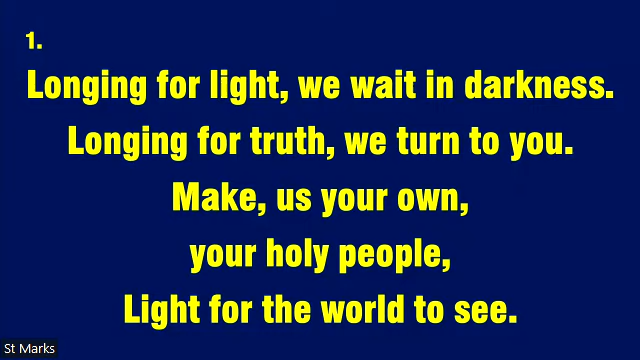 1.
Longing for light, we wait in darkness.
Longing for truth, we turn to you.
Make, us your own,
your holy people,
Light for the world to see.
St Marks